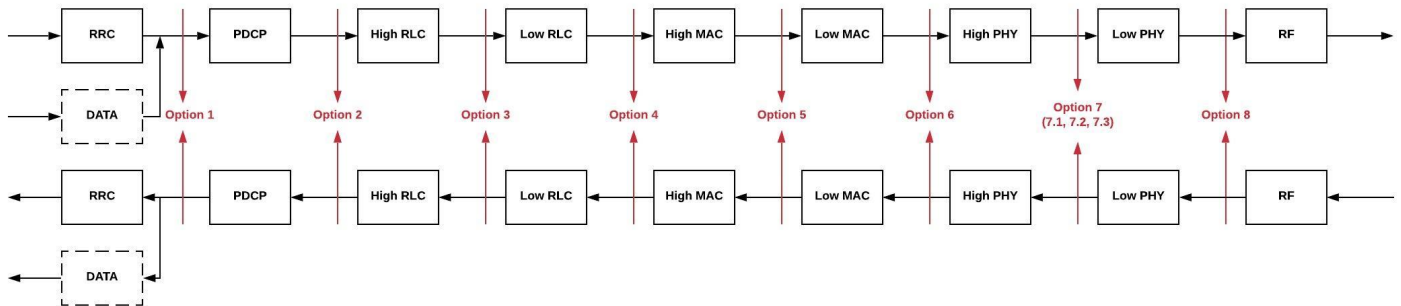 RRC
PDCP
High RLC
Low RLC
High MAC
Low MAC
High PHY
Low PHY
RF
DATA
Option 1
Option 2
Option 3
Option 4
Option 5
Option 6
Option 7
(7.1, 7.2, 7.3)
Option 8
RRC
PDCP
High RLC
Low RLC
High MAC
Low MAC
High PHY
Low PHY
RF
DATA